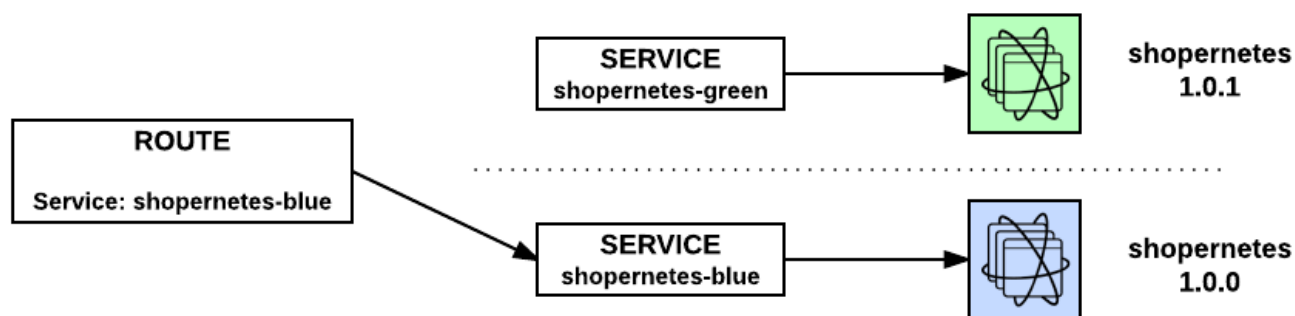 SERVICE
shopernetes-green
shopernetes
1.0.1
ROUTE
Service: shopernetes-blue
SERVICE
shopernetes-blue
shopernetes
1.0.0